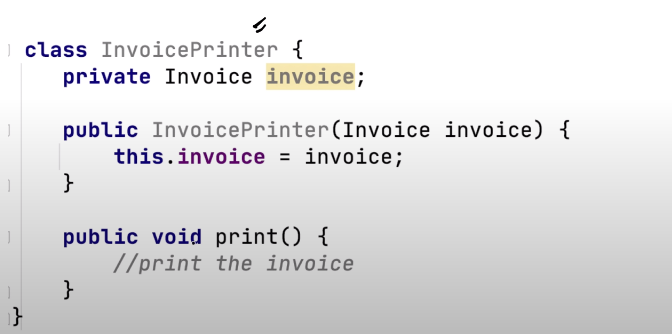 class InvoicePrinter {
private Invoice invoice;
public InvoicePrinter(Invoice invoice) {
this.invoice = invoice;
}
public void print() {
//print the invoice
}
}